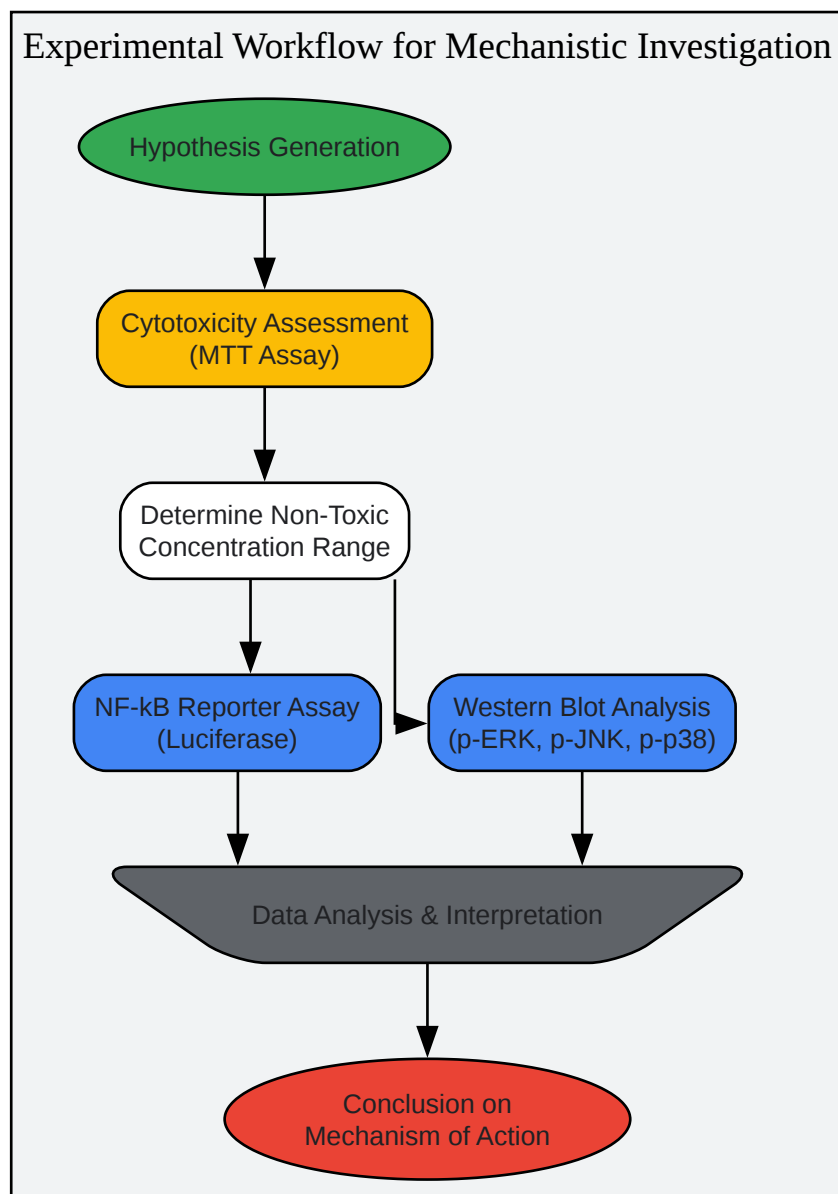 Experimental Workflow for Mechanistic Investigation
Hypothesis Generation
Cytotoxicity Assessment
(MTT Assay)
Determine Non-Toxic
Concentration Range
NF-kB Reporter Assay
(Luciferase)
Western Blot Analysis
(p-ERK, p-JNK, p-p38)
Data Analysis & Interpretation
Conclusion on
Mechanism of Action